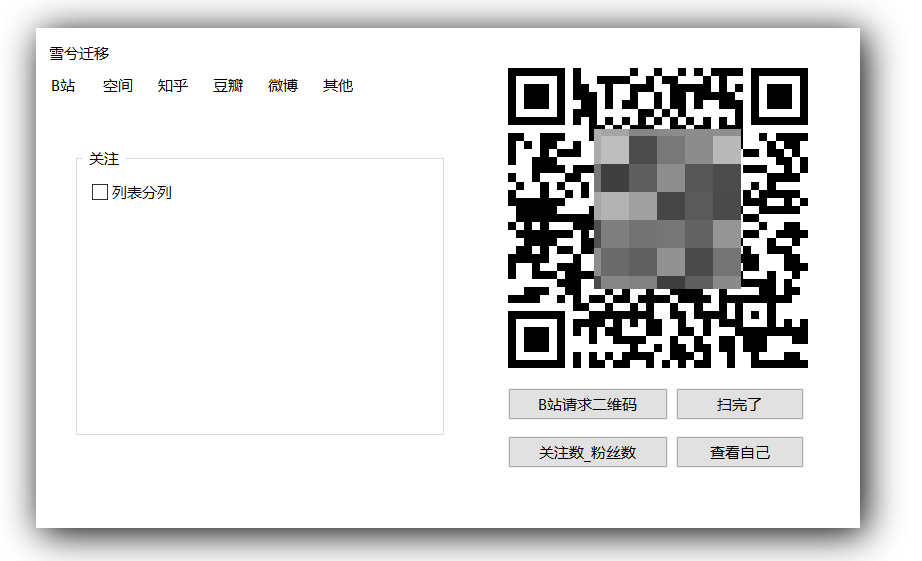 雪兮迁移
B站 空间 知乎 豆瓣 微博 其他
关注
列表分列
B站请求二维码 扫完了
关注数_粉丝数 查看自己